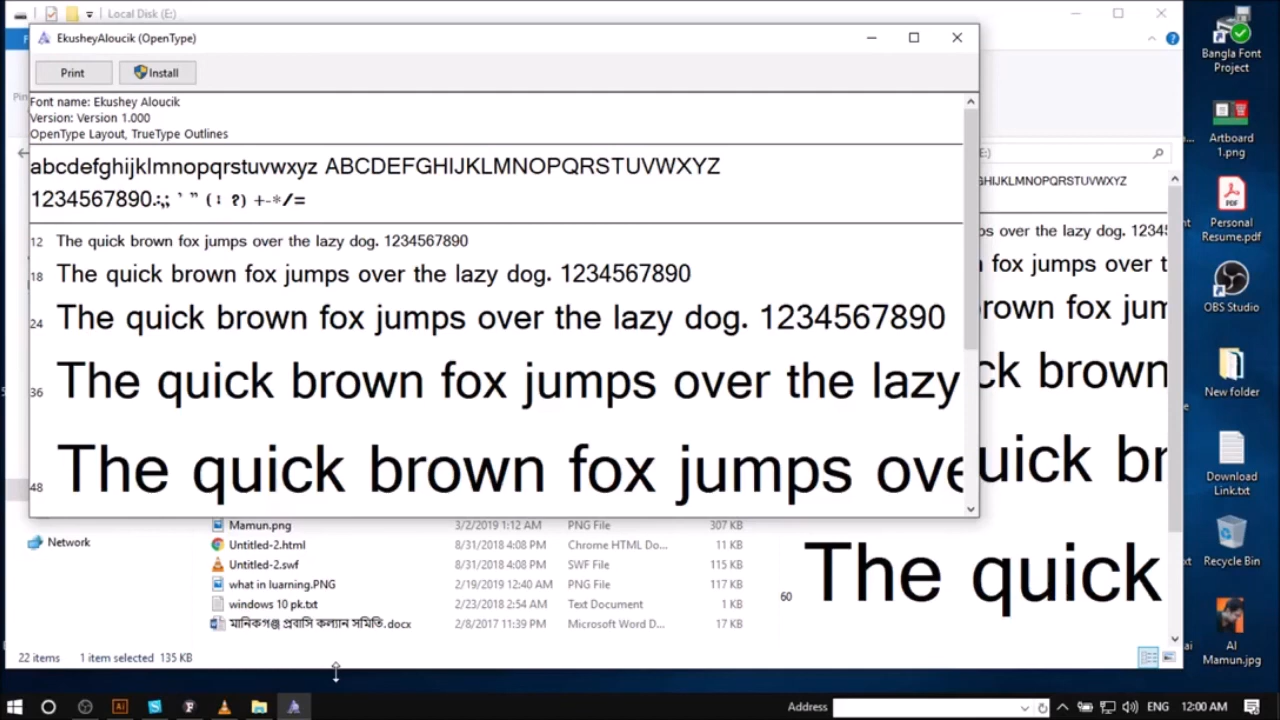 Local Disk (E:)
EkusheyAloucik (OpenType)
Print
Install
Font name: Ekushey Aloucik
Version: Version 1.000
OpenType Layout, TrueType Outlines
abcdefghijklmnopqrstuvwxyz ABCDEFGHIJKLMNOPQRSTUVWXYZ
1234567890.:,; ' " (!?) +-*/=
12 The quick brown fox jumps over the lazy dog. 1234567890
18 The quick brown fox jumps over the lazy dog. 1234567890
24 The quick brown fox jumps over the lazy dog. 1234567890
36 The quick brown fox jumps over the lazy
48 The quick brown fox jumps ove
E:)
GHIJKLMNOPQRSTUVWXYZ
ps over the lazy dog. 12345
fox jumps over t
rown fox jum
ck brown
uick br
60 The quick
Network
Mamun.png 3/2/2019 1:12 AM PNG File 307 KB
Untitled-2.html 8/31/2018 4:08 PM Chrome HTML Do... 11 KB
Untitled-2.swf 8/31/2018 4:08 PM SWF File 115 KB
what in luarning.PNG 2/19/2019 12:40 AM PNG File 117 KB
windows 10 pk.txt 2/23/2018 2:54 AM Text Document 1 KB
মানিকগঞ্জ প্রবাসি কল্যান সমিতি.docx 2/8/2017 11:39 PM Microsoft Word D... 17 KB
22 items 1 item selected 135 KB
Bangla Font
Project
Artboard
1.png
Personal
Resume.pdf
OBS Studio
New folder
Download
Link.txt
Recycle Bin
Al
Mamun.jpg
Address
ENG
12:00 AM